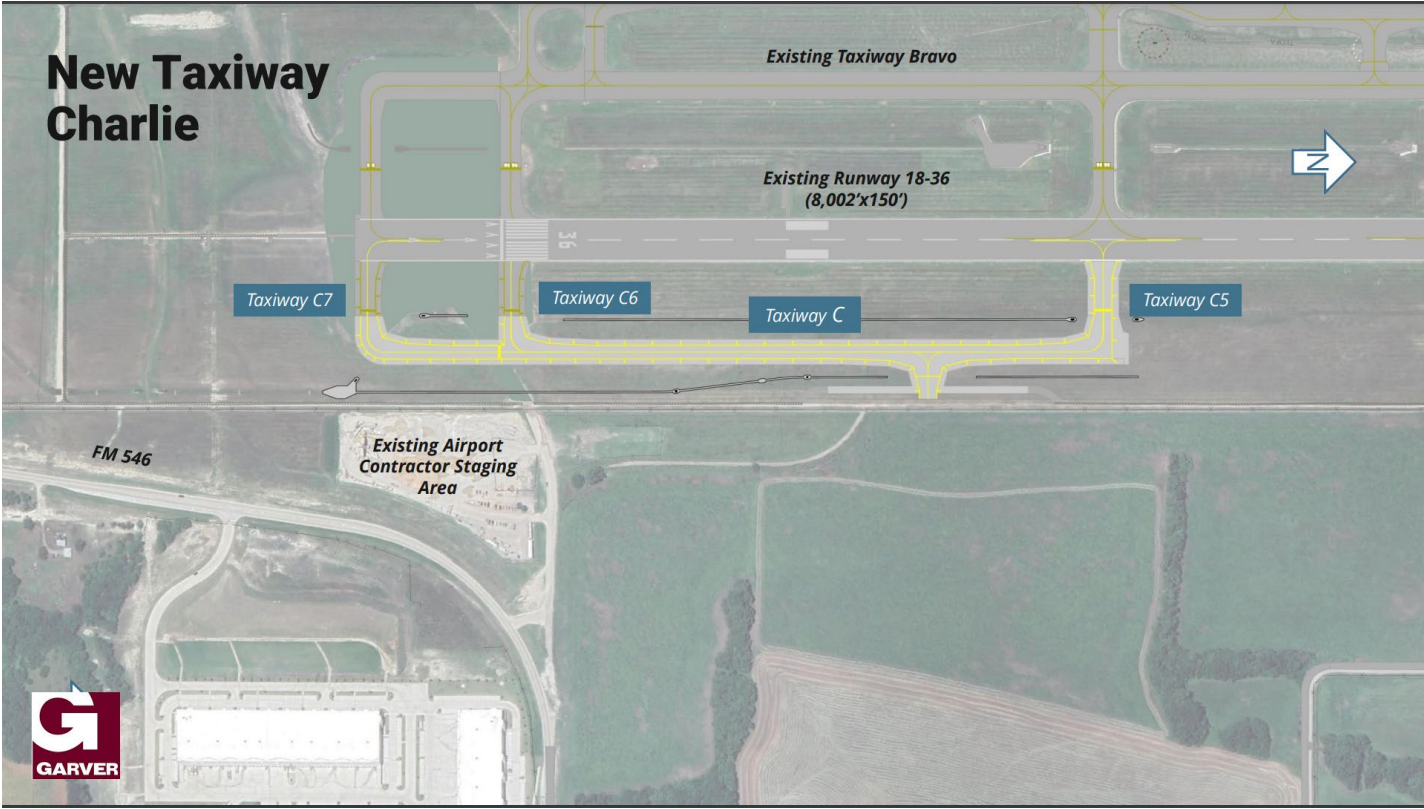 New Taxiway
Charlie
Existing Taxiway Bravo
N
Existing Runway 18-36
(8,002’x150’)
36
Taxiway C7
Taxiway C6
Taxiway C
Taxiway C5
FM 546
Existing Airport
Contractor Staging
Area
G
GARVER